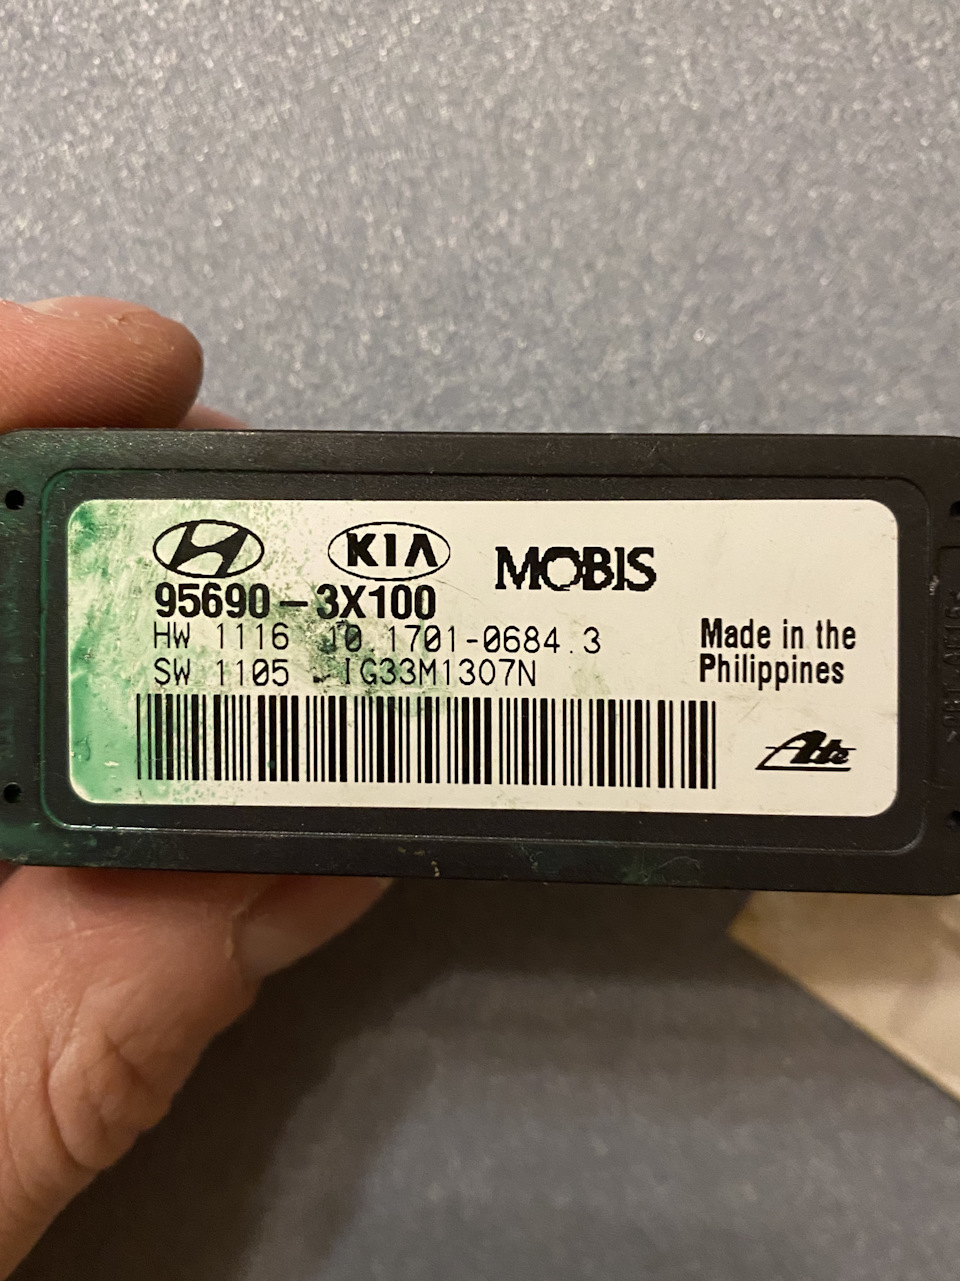 KIA MOBIS
95690-3X100
HW 1116 10.1701-0684.3
SW 1105 IG33M1307N
Made in the
Philippines
Ate